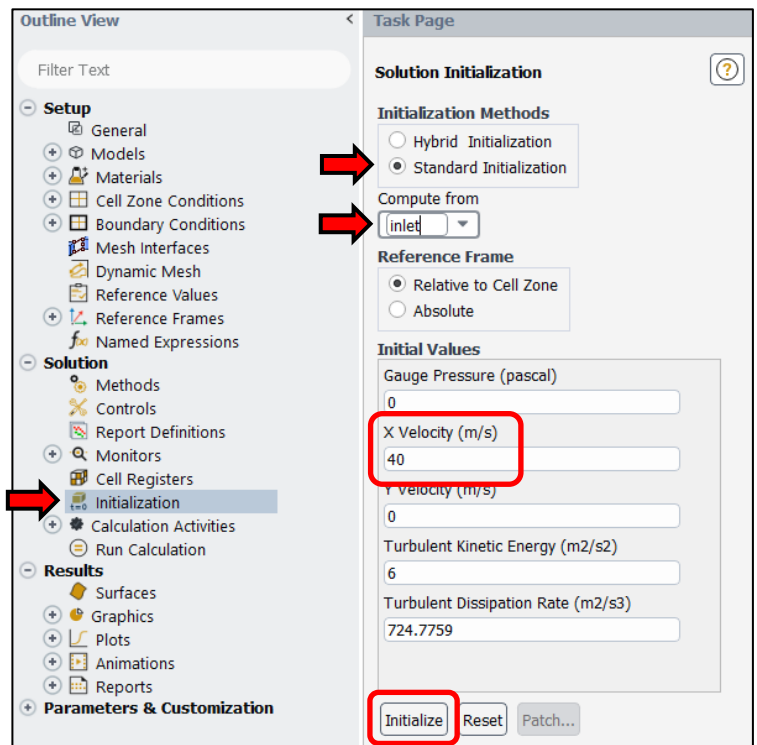 Outline View <
Filter Text
Setup
General
Models
Materials
Cell Zone Conditions
Boundary Conditions
Mesh Interfaces
Dynamic Mesh
Reference Values
Reference Frames
Named Expressions
Solution
Methods
Controls
Report Definitions
Monitors
Cell Registers
Initialization
Calculation Activities
Run Calculation
Results
Surfaces
Graphics
Plots
Animations
Reports
Parameters & Customization
Task Page
Solution Initialization ?
Initialization Methods
Hybrid Initialization
Standard Initialization
Compute from
inlet
Reference Frame
Relative to Cell Zone
Absolute
Initial Values
Gauge Pressure (pascal)
0
X Velocity (m/s)
40
Y Velocity (m/s)
0
Turbulent Kinetic Energy (m2/s2)
6
Turbulent Dissipation Rate (m2/s3)
724.7759
Initialize Reset Patch...